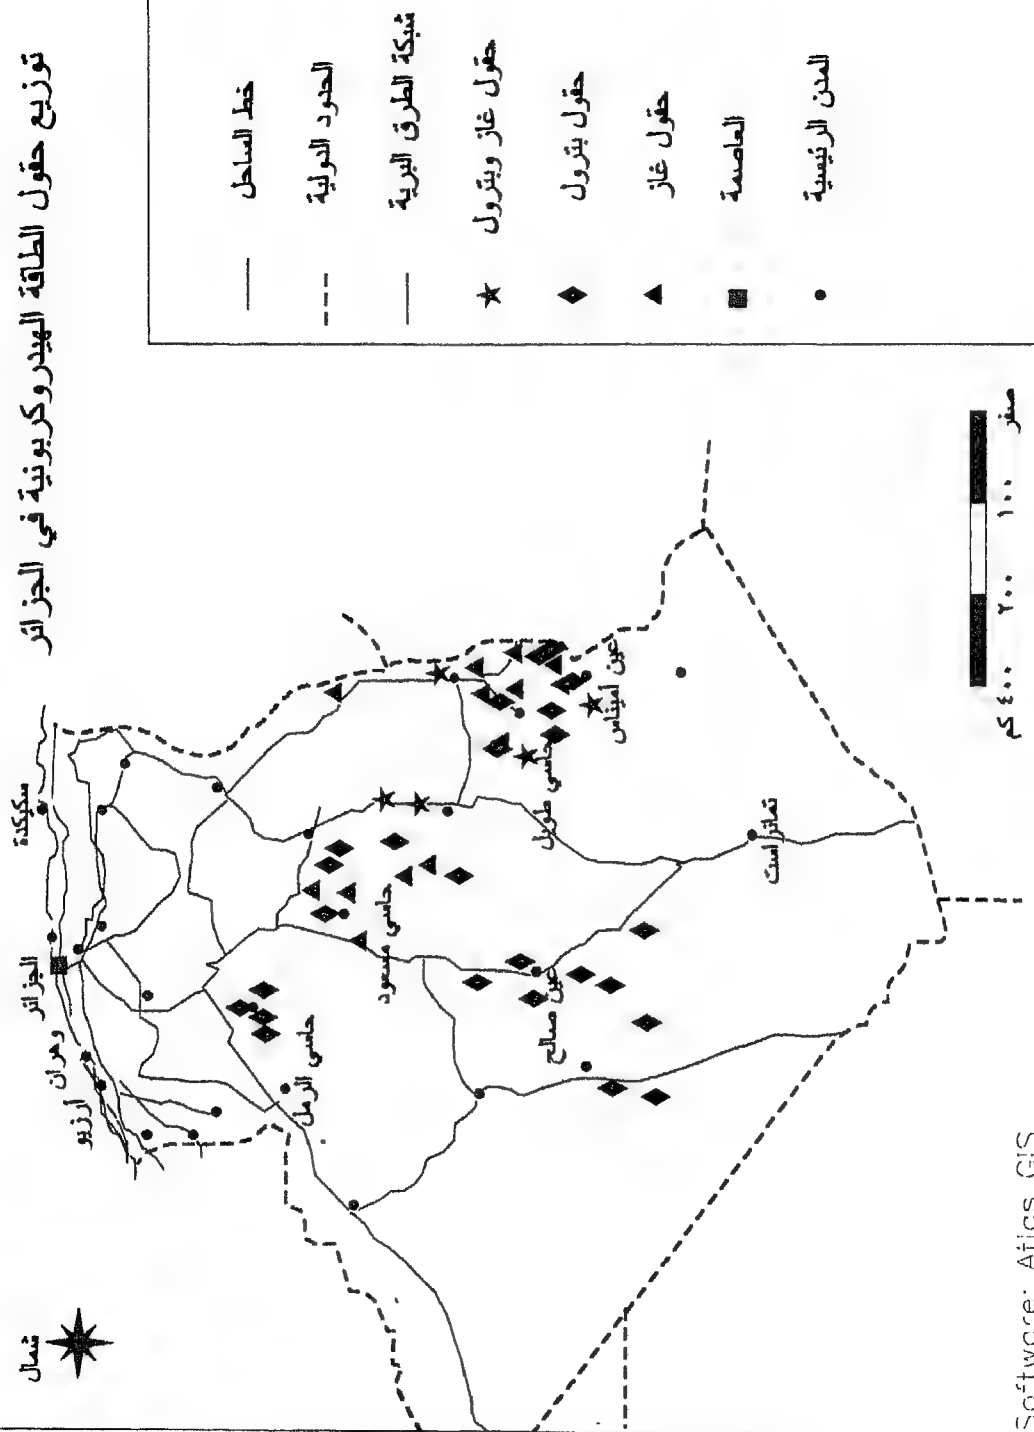 توزيع حقول الطاقة الهيدروكربونية في الجزائر
شمال
سكيكدة
الجزائر
وهران
أرزيو
حاسي الرمل
حاسي مسعود
حاسي طويل
عين أميناس
عين صالح
تمانراست
خط الساحل
الحدود الدولية
شبكة الطرق البرية
حقول غاز وبترول
حقول بترول
حقول غاز
العاصمة
المدن الرئيسية
صفر ١٠٠ ٢٠٠ ٤٠٠ كم
Software: Atlas GIS